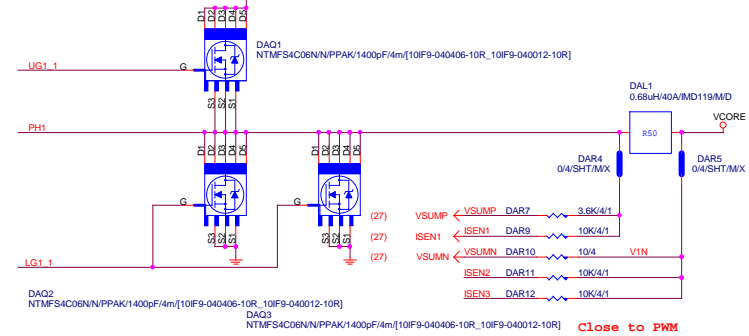 D1 D2 D3 D4 D5
DAQ1
NTMFS4C06N/N/PPAK/1400pF/4m/[10IF9-040406-10R_10IF9-040012-10R]
UG1_1
G
S3 S2 S1
DAL1
0.68uH/40A/IMD119/M/D
VCORE
PH1
R50
D1 D2 D3 D4 D5
D1 D2 D3 D4 D5
DAR4
0/4/SHT/M/X
DAR5
0/4/SHT/M/X
G
G
S3 S2 S1
S3 S2 S1
(27) VSUMP VSUMP DAR7 3.6K/4/1
(27) ISEN1 ISEN1 DAR9 10K/4/1
(27) VSUMN VSUMN DAR10 10/4 V1N
ISEN2 DAR11 10K/4/1
ISEN3 DAR12 10K/4/1
LG1_1
DAQ2
NTMFS4C06N/N/PPAK/1400pF/4m/[10IF9-040406-10R_10IF9-040012-10R]
DAQ3
NTMFS4C06N/N/PPAK/1400pF/4m/[10IF9-040406-10R_10IF9-040012-10R]
Close to PWM